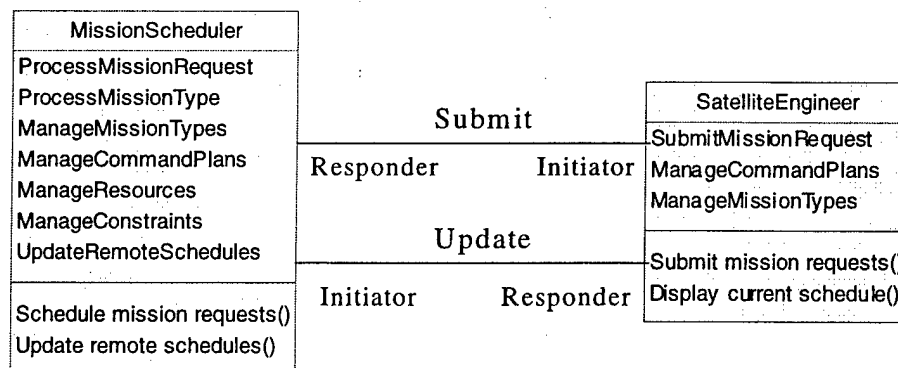 MissionScheduler
ProcessMissionRequest
ProcessMissionType
ManageMissionTypes
ManageCommandPlans
ManageResources
ManageConstraints
UpdateRemoteSchedules
Schedule mission requests()
Update remote schedules()
Submit
Responder Initiator
Update
Initiator Responder
SatelliteEngineer
SubmitMissionRequest
ManageCommandPlans
ManageMissionTypes
Submit mission requests()
Display current schedule()